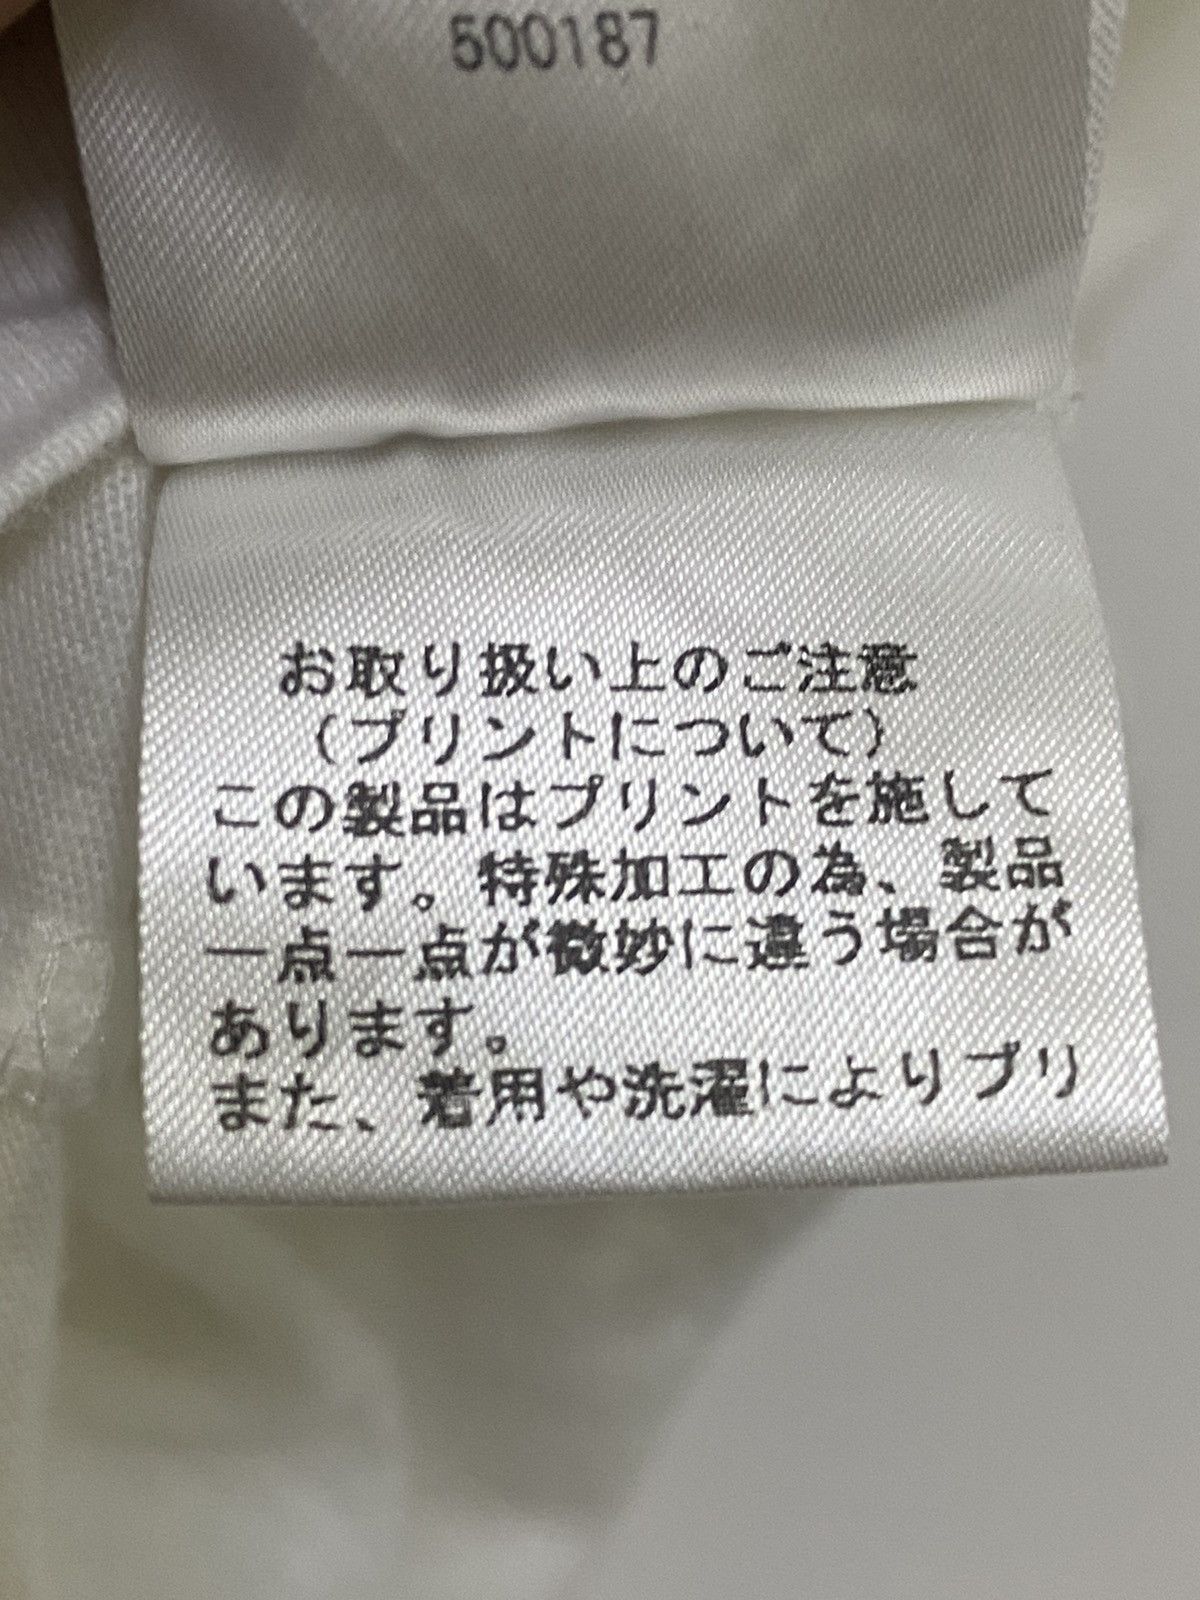 500187
お取り扱い上のご注意
(プリントについて)
この製品はプリントを施して
います。特殊加工の為、製品
一点一点が微妙に違う場合が
あります。
また、着用や洗濯によりプリ